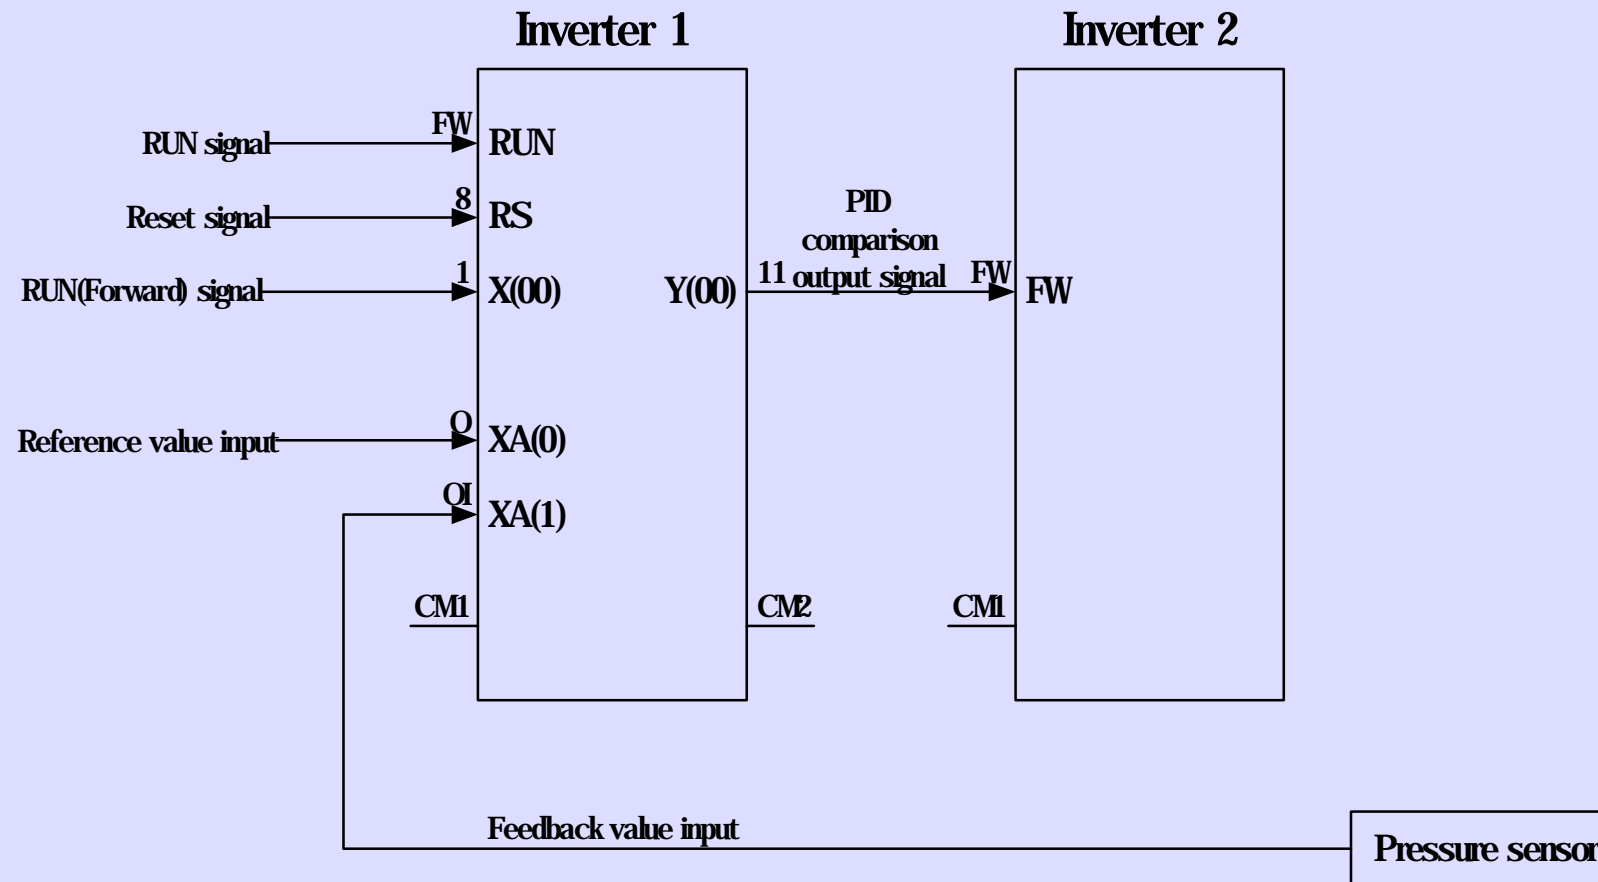 Inverter 1
Inverter 2
FW
RUN signal
RUN
8
Reset signal
RS
PID
comparison
1
11 output signal
FW
RUN(Forward) signal
X(00)
Y(00)
FW
O
Reference value input
XA(0)
OI
XA(1)
CM1
CM2
CM1
Feedback value input
Pressure sensor